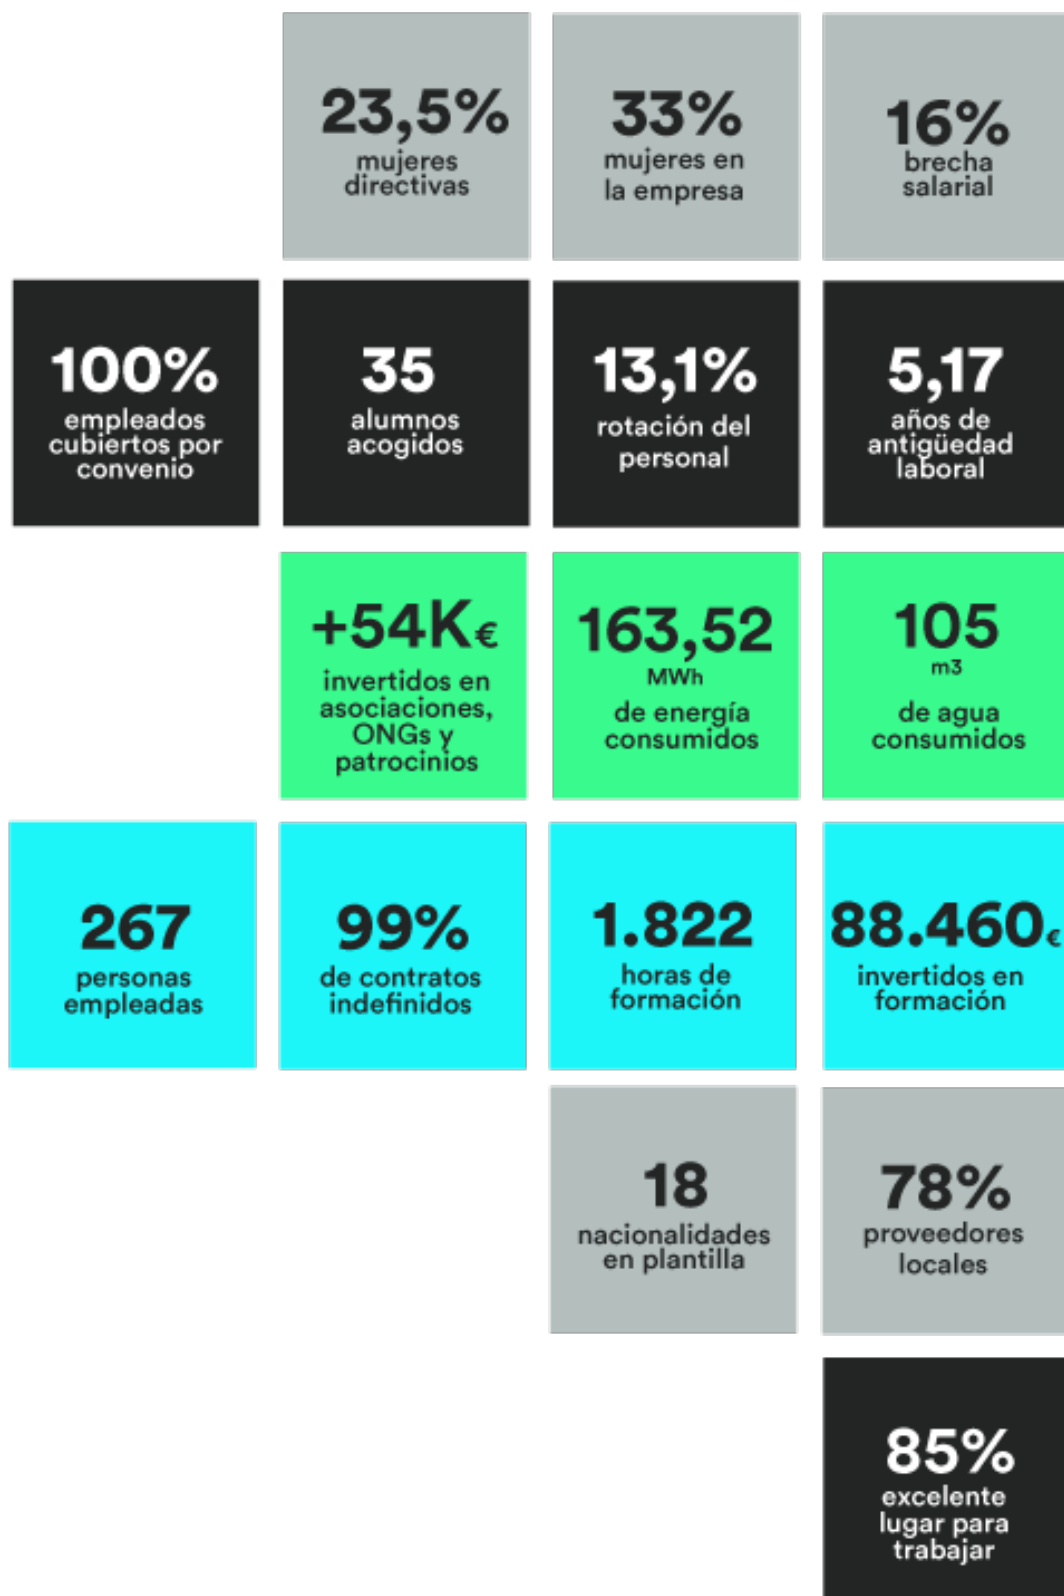 23,5%
mujeres
directivas
33%
mujeres en
la empresa
16%
brecha
salarial
100%
empleados
cubiertos por
convenio
35
alumnos
acogidos
13,1%
rotación del
personal
5,17
años de
antigüedad
laboral
+54K€
invertidos en
asociaciones,
ONGs y
patrocinios
163,52
MWh
de energía
consumidos
105
m3
de agua
consumidos
267
personas
empleadas
99%
de contratos
indefinidos
1.822
horas de
formación
88.460€
invertidos en
formación
18
nacionalidades
en plantilla
78%
proveedores
locales
85%
excelente
lugar para
trabajar